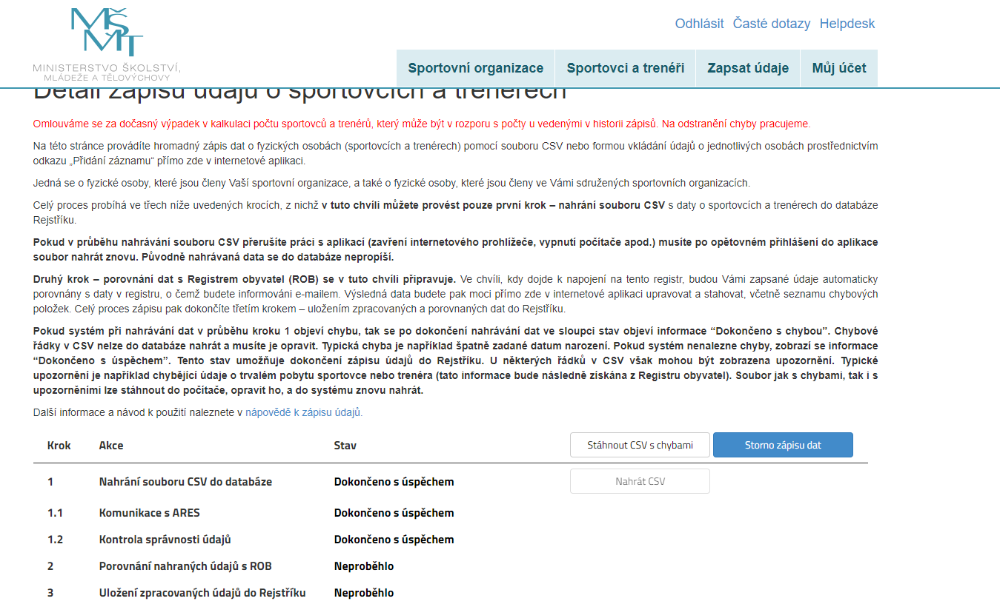 MŠMT
MINISTERSTVO ŠKOLSTVÍ,
MLÁDEŽE A TĚLOVÝCHOVY
Odhlásit Časté dotazy Helpdesk
Sportovní organizace Sportovci a trenéři Zapsat údaje Můj účet
Detail zápisu údajů o sportovcích a trenérech
Omlouváme se za dočasný výpadek v kalkulaci počtu sportovců a trenérů, který může být v rozporu s počty u vedenými v historii zápisů. Na odstranění chyby pracujeme.
Na této stránce provádíte hromadný zápis dat o fyzických osobách (sportovcích a trenérech) pomocí souboru CSV nebo formou vkládání údajů o jednotlivých osobách prostřednictvím
odkazu „Přidání záznamu“ přímo zde v internetové aplikaci.
Jedná se o fyzické osoby, které jsou členy Vaší sportovní organizace, a také o fyzické osoby, které jsou členy ve Vámi sdružených sportovních organizacích.
Celý proces probíhá ve třech níže uvedených krocích, z nichž v tuto chvíli můžete provést pouze první krok – nahrání souboru CSV s daty o sportovcích a trenérech do databáze
Rejstříku.
Pokud v průběhu nahrávání souboru CSV přerušíte práci s aplikací (zavření internetového prohlížeče, vypnutí počítače apod.) musíte po opětovném přihlášení do aplikace
soubor nahrát znovu. Původně nahrávaná data se do databáze nepropíší.
Druhý krok – porovnání dat s Registrem obyvatel (ROB) se v tuto chvíli připravuje. Ve chvíli, kdy dojde k napojení na tento registr, budou Vámi zapsané údaje automaticky
porovnány s daty v registru, o čemž budete informováni e-mailem. Výsledná data budete pak moci přímo zde v internetové aplikaci upravovat a stahovat, včetně seznamu chybových
položek. Celý proces zápisu pak dokončíte třetím krokem – uložením zpracovaných a porovnaných dat do Rejstříku.
Pokud systém při nahrávání dat v průběhu kroku 1 objeví chybu, tak se po dokončení nahrávání dat ve sloupci stav objeví informace “Dokončeno s chybou”. Chybové
řádky v CSV nelze do databáze nahrát a musíte je opravit. Typická chyba je například špatně zadané datum narození. Pokud systém nenalezne chyby, zobrazí se informace
“Dokončeno s úspěchem”. Tento stav umožňuje dokončení zápisu údajů do Rejstříku. U některých řádků v CSV však mohou být zobrazena upozornění. Typické
upozornění je například chybějící údaje o trvalém pobytu sportovce nebo trenéra (tato informace bude následně získána z Registru obyvatel). Soubor jak s chybami, tak i s
upozorněními lze stáhnout do počítače, opravit ho, a do systému znovu nahrát.
Další informace a návod k použití naleznete v nápovědě k zápisu údajů.
Krok Akce Stav Stáhnout CSV s chybami Storno zápisu dat
1 Nahrání souboru CSV do databáze Dokončeno s úspěchem Nahrát CSV
1.1 Komunikace s ARES Dokončeno s úspěchem
1.2 Kontrola správnosti údajů Dokončeno s úspěchem
2 Porovnání nahraných údajů s ROB Neproběhlo
3 Uložení zpracovaných údajů do Rejstříku Neproběhlo